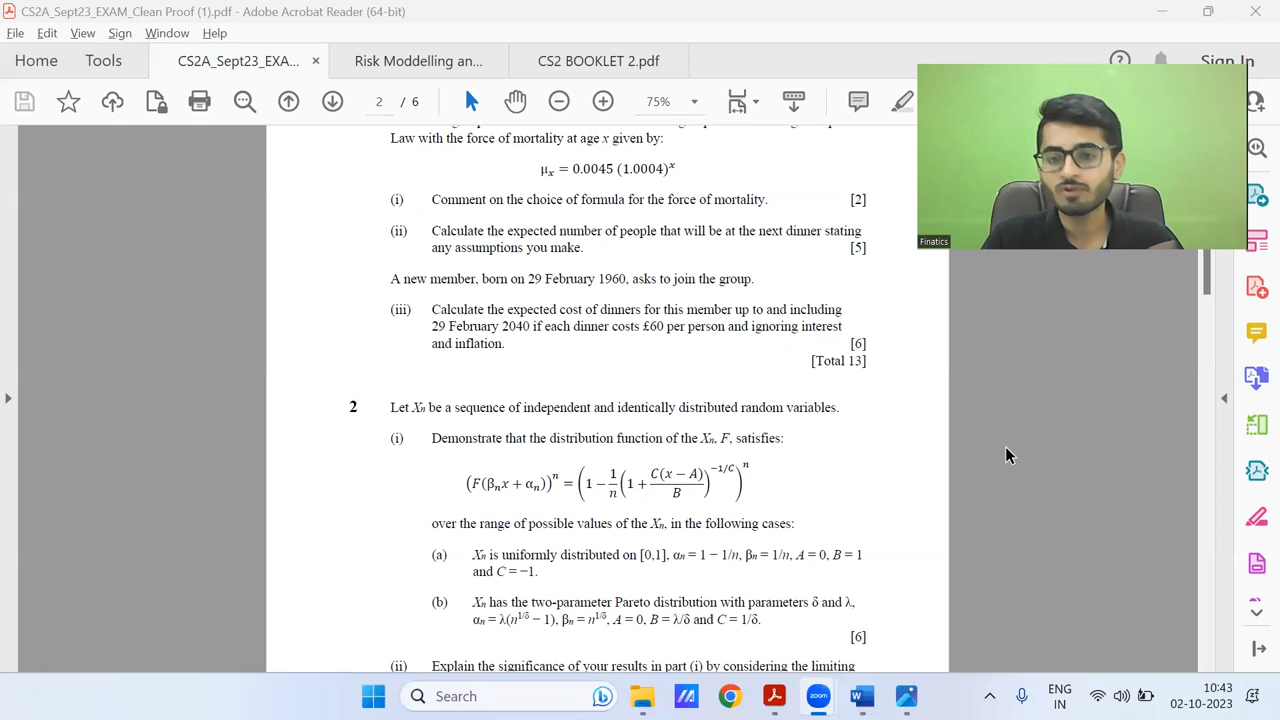 CS2A_Sept23_EXAM_Clean Proof (1).pdf - Adobe Acrobat Reader (64-bit)
File Edit View Sign Window Help
Home Tools CS2A_Sept23_EXA... × Risk Moddelling an... CS2 BOOKLET 2.pdf Sign In
2 / 6 75%
Law with the force of mortality at age x given by:
μₓ = 0.0045 (1.0004)ˣ
(i) Comment on the choice of formula for the force of mortality. [2]
(ii) Calculate the expected number of people that will be at the next dinner stating
any assumptions you make. [5]
Finatics
A new member, born on 29 February 1960, asks to join the group.
(iii) Calculate the expected cost of dinners for this member up to and including
29 February 2040 if each dinner costs £60 per person and ignoring interest
and inflation. [6]
[Total 13]
2 Let Xₙ be a sequence of independent and identically distributed random variables.
(i) Demonstrate that the distribution function of the Xₙ, F, satisfies:
(F(βₙx + αₙ))ⁿ = (1 − 1/n (1 + C(x − A)/B)^(−1/C))ⁿ
over the range of possible values of the Xₙ, in the following cases:
(a) Xₙ is uniformly distributed on [0,1], αₙ = 1 − 1/n, βₙ = 1/n, A = 0, B = 1
and C = −1.
(b) Xₙ has the two-parameter Pareto distribution with parameters δ and λ,
αₙ = λ(n^(1/δ) − 1), βₙ = n^(1/δ), A = 0, B = λ/δ and C = 1/δ.
[6]
(ii) Explain the significance of your results in part (i) by considering the limiting
Search
zoom
ENG
IN
10:43
02-10-2023